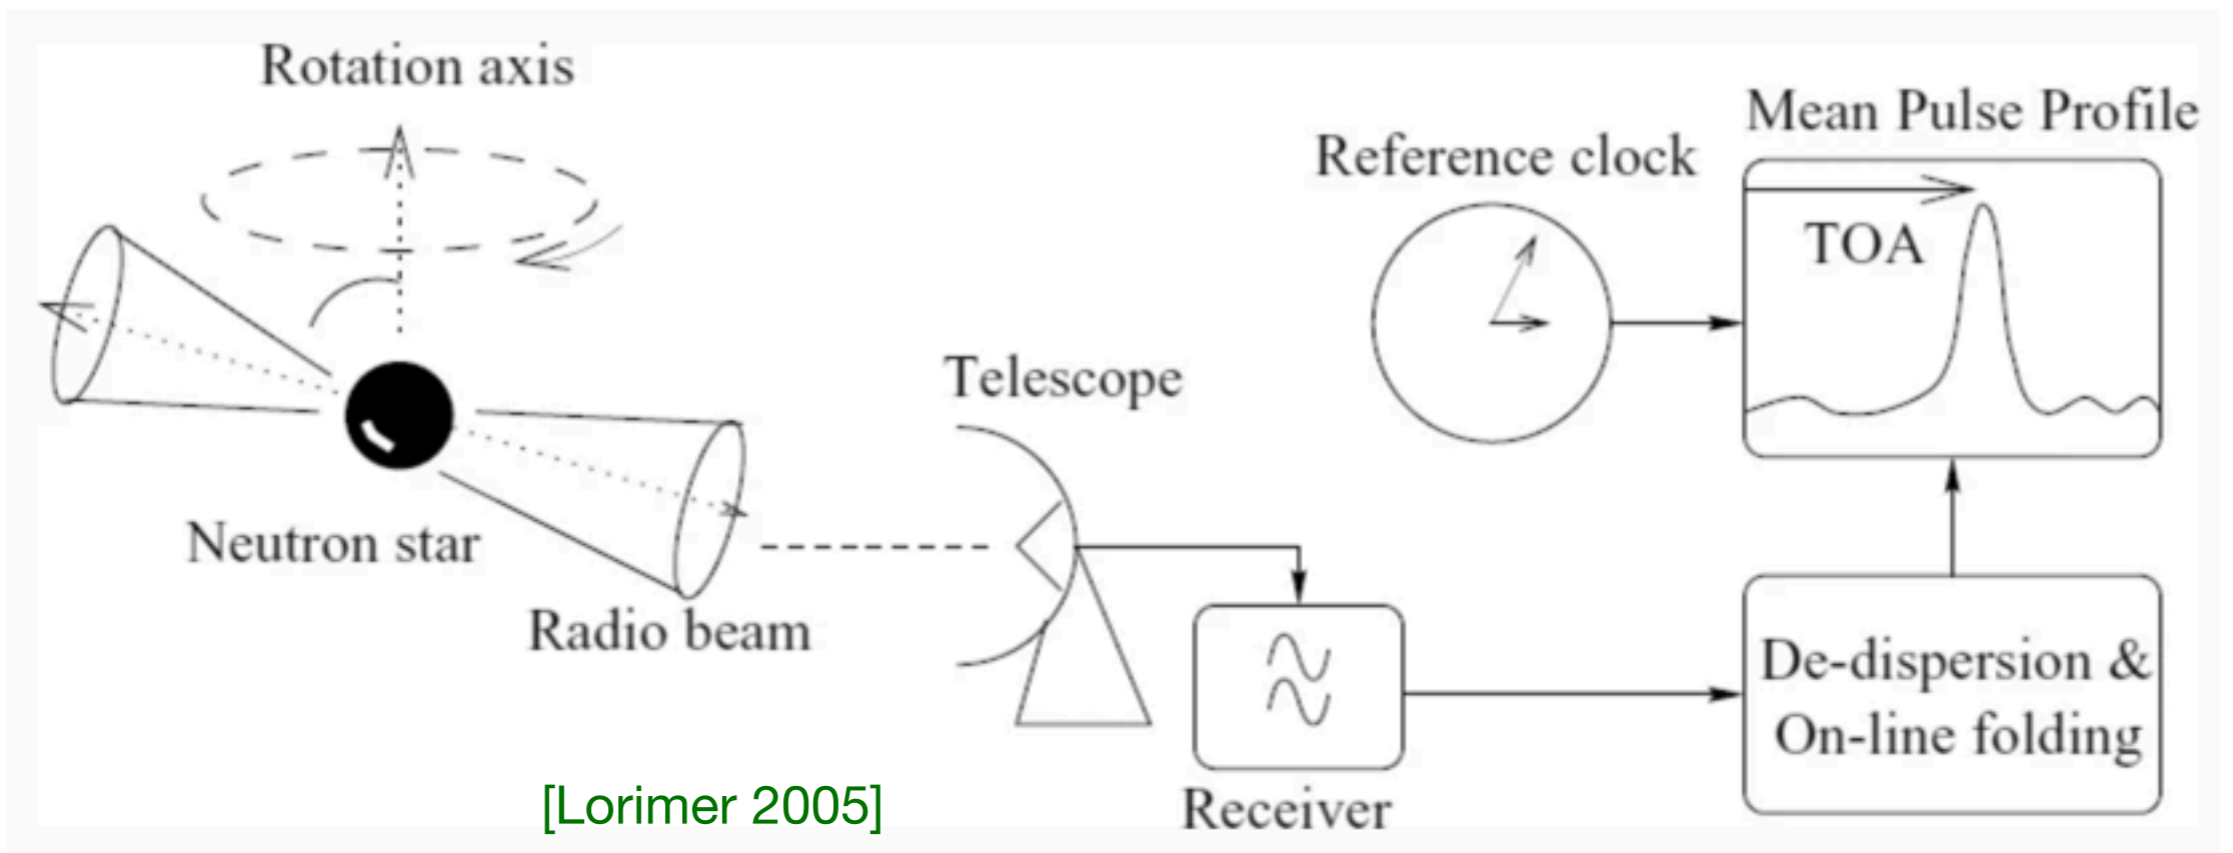 Rotation axis
Neutron star
Radio beam
Telescope
Receiver
Reference clock
Mean Pulse Profile
TOA
De-dispersion &
On-line folding
[Lorimer 2005]